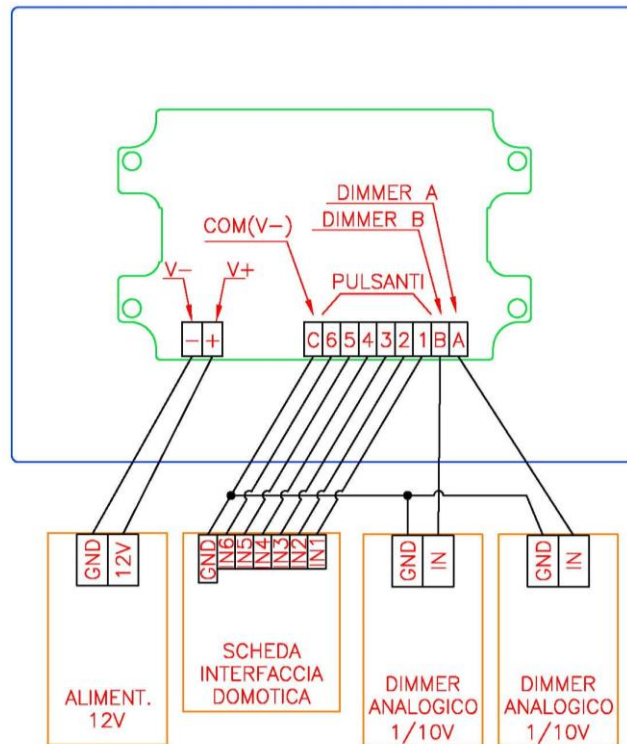 DIMMER A
DIMMER B
COM(V-)
V- V+
PULSANTI
- +
C 6 5 4 3 2 1 B A
GND 12V
GND IN6 IN5 IN4 IN3 IN2 IN1
GND IN
GND IN
ALIMENT.
12V
SCHEDA
INTERFACCIA
DOMOTICA
DIMMER
ANALOGICO
1/10V
DIMMER
ANALOGICO
1/10V